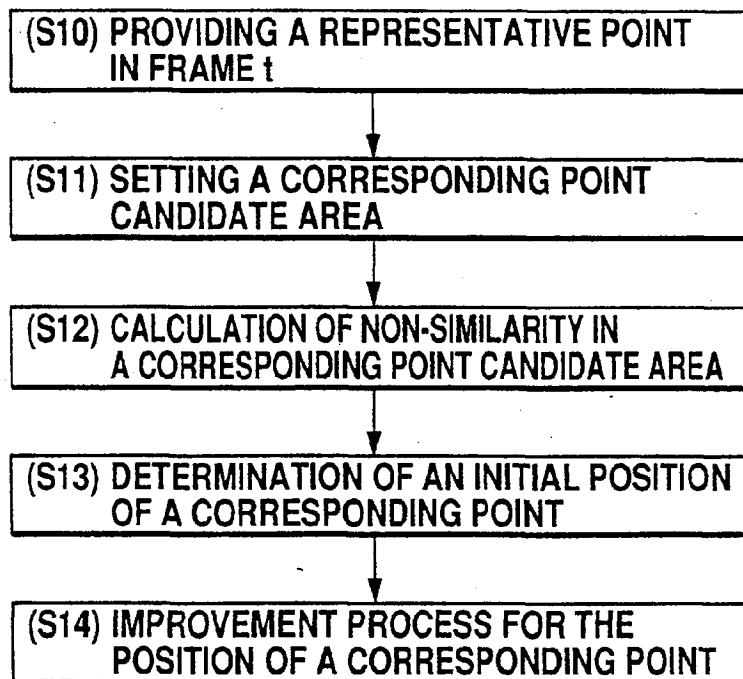 (S10) PROVIDING A REPRESENTATIVE POINT
IN FRAME t
(S11) SETTING A CORRESPONDING POINT
CANDIDATE AREA
(S12) CALCULATION OF NON-SIMILARITY IN
A CORRESPONDING POINT CANDIDATE AREA
(S13) DETERMINATION OF AN INITIAL POSITION
OF A CORRESPONDING POINT
(S14) IMPROVEMENT PROCESS FOR THE
POSITION OF A CORRESPONDING POINT